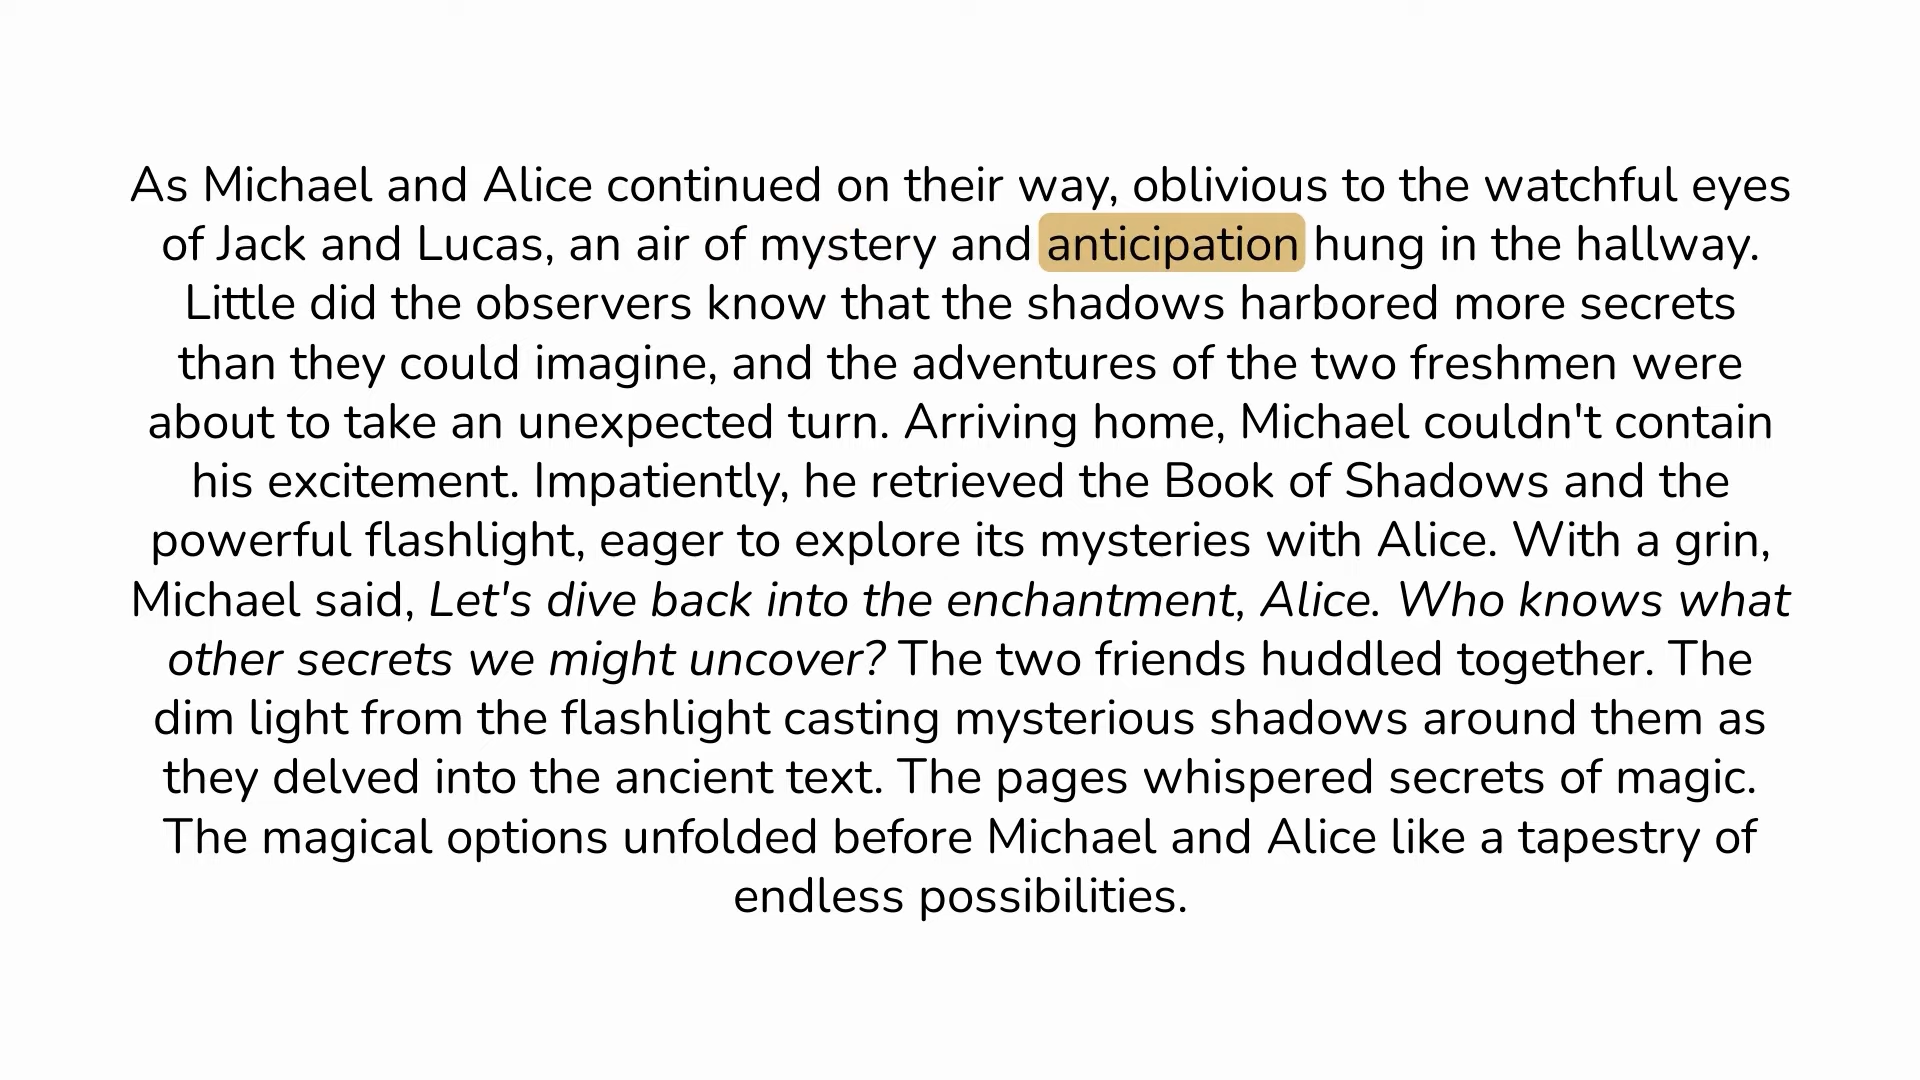 As Michael and Alice continued on their way, oblivious to the watchful eyes
of Jack and Lucas, an air of mystery and anticipation hung in the hallway.
Little did the observers know that the shadows harbored more secrets
than they could imagine, and the adventures of the two freshmen were
about to take an unexpected turn. Arriving home, Michael couldn't contain
his excitement. Impatiently, he retrieved the Book of Shadows and the
powerful flashlight, eager to explore its mysteries with Alice. With a grin,
Michael said, Let's dive back into the enchantment, Alice. Who knows what
other secrets we might uncover? The two friends huddled together. The
dim light from the flashlight casting mysterious shadows around them as
they delved into the ancient text. The pages whispered secrets of magic.
The magical options unfolded before Michael and Alice like a tapestry of
endless possibilities.